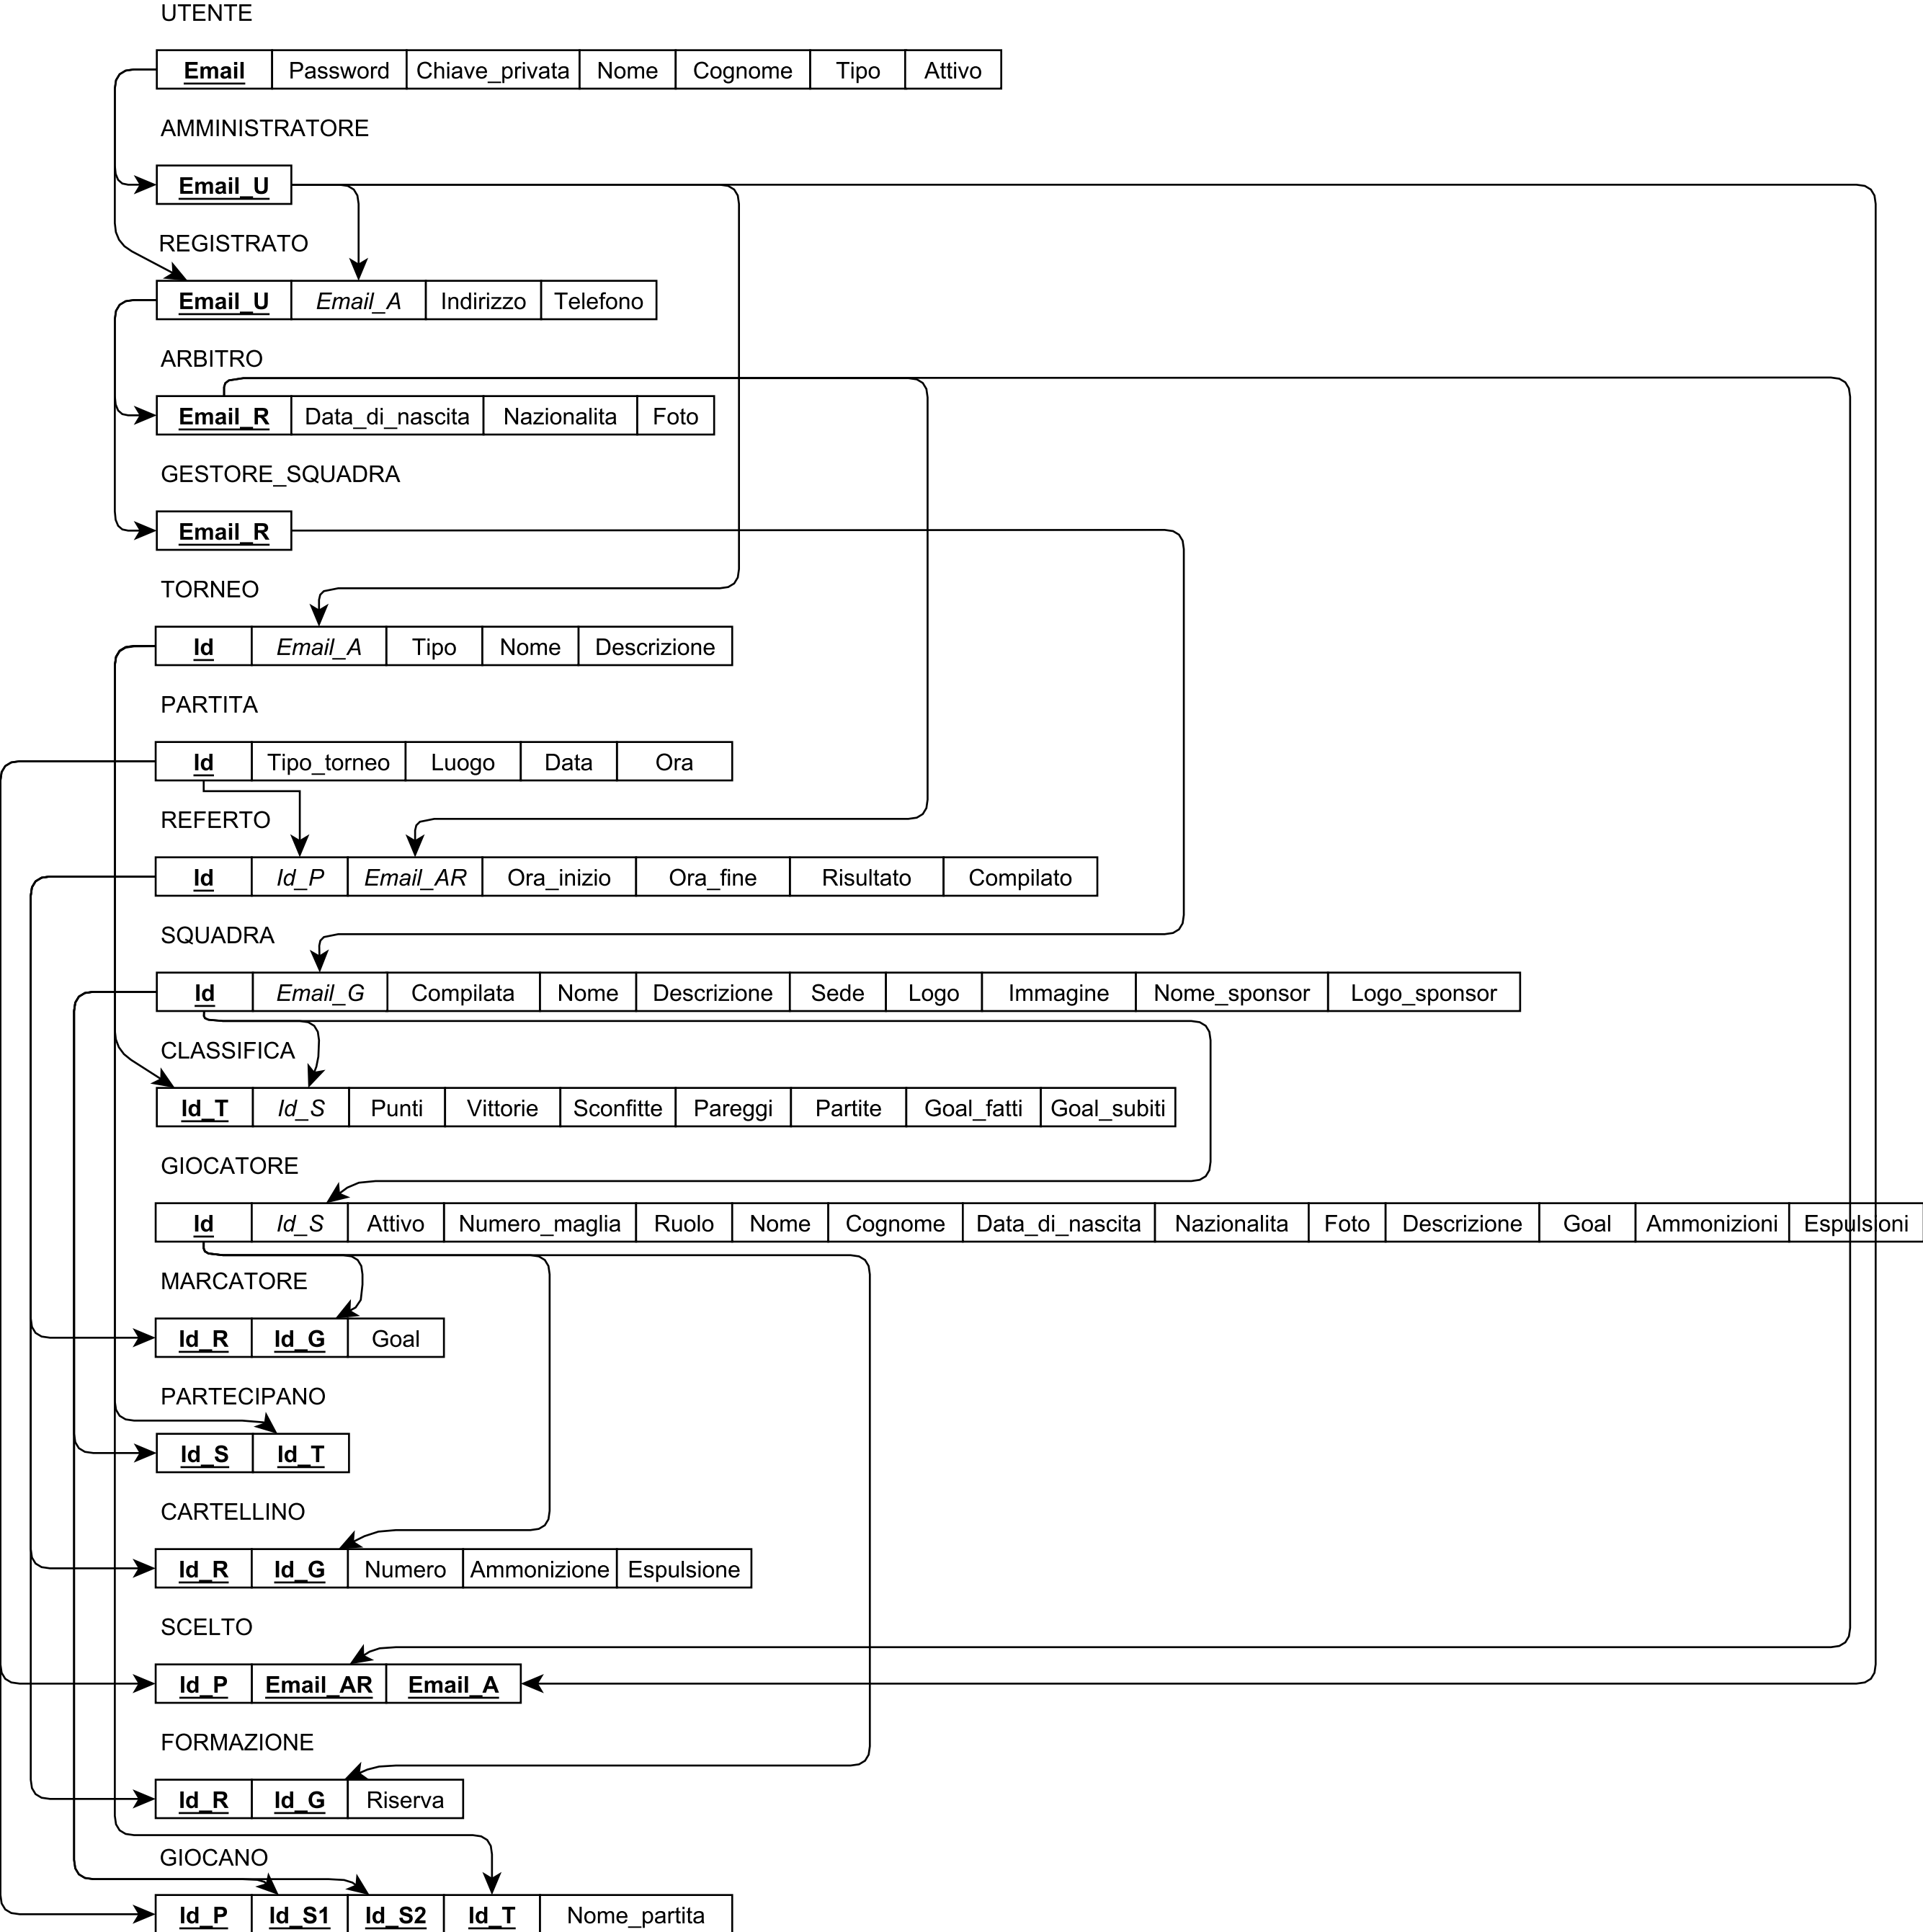 UTENTE
Email Password Chiave_privata Nome Cognome Tipo Attivo
AMMINISTRATORE
Email_U
REGISTRATO
Email_U Email_A Indirizzo Telefono
ARBITRO
Email_R Data_di_nascita Nazionalita Foto
GESTORE_SQUADRA
Email_R
TORNEO
Id Email_A Tipo Nome Descrizione
PARTITA
Id Tipo_torneo Luogo Data Ora
REFERTO
Id Id_P Email_AR Ora_inizio Ora_fine Risultato Compilato
SQUADRA
Id Email_G Compilata Nome Descrizione Sede Logo Immagine Nome_sponsor Logo_sponsor
CLASSIFICA
Id_T Id_S Punti Vittorie Sconfitte Pareggi Partite Goal_fatti Goal_subiti
GIOCATORE
Id Id_S Attivo Numero_maglia Ruolo Nome Cognome Data_di_nascita Nazionalita Foto Descrizione Goal Ammonizioni Espulsioni
MARCATORE
Id_R Id_G Goal
PARTECIPANO
Id_S Id_T
CARTELLINO
Id_R Id_G Numero Ammonizione Espulsione
SCELTO
Id_P Email_AR Email_A
FORMAZIONE
Id_R Id_G Riserva
GIOCANO
Id_P Id_S1 Id_S2 Id_T Nome_partita